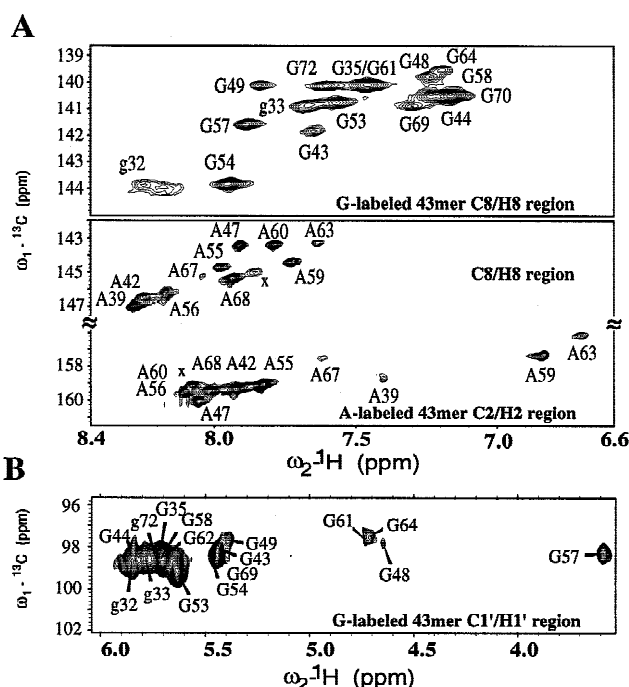 A
139
140
141
142
143
144
G49
G72
G35/G61
G48
G64
G58
G70
g33
G53
G69
G44
G57
G43
g32
G54
G-labeled 43mer C8/H8 region
ω1 - 13C (ppm)
143
145
147
158
160
A47
A60
A63
A55
A59
C8/H8 region
A67
A42
A39
A68
x
A56
A63
A60
x
A68
A42
A55
A67
A39
A59
A56
A47
A-labeled 43mer C2/H2 region
8.4
8.0
7.5
7.0
6.6
ω2-1H (ppm)
B
96
98
100
102
ω1 - 13C (ppm)
G35
g72
G58
G44
G62
G49
G43
G69
G54
g32
g33
G53
G61
G64
G48
G57
G-labeled 43mer C1'/H1' region
6.0
5.5
5.0
4.5
4.0
ω2-1H (ppm)